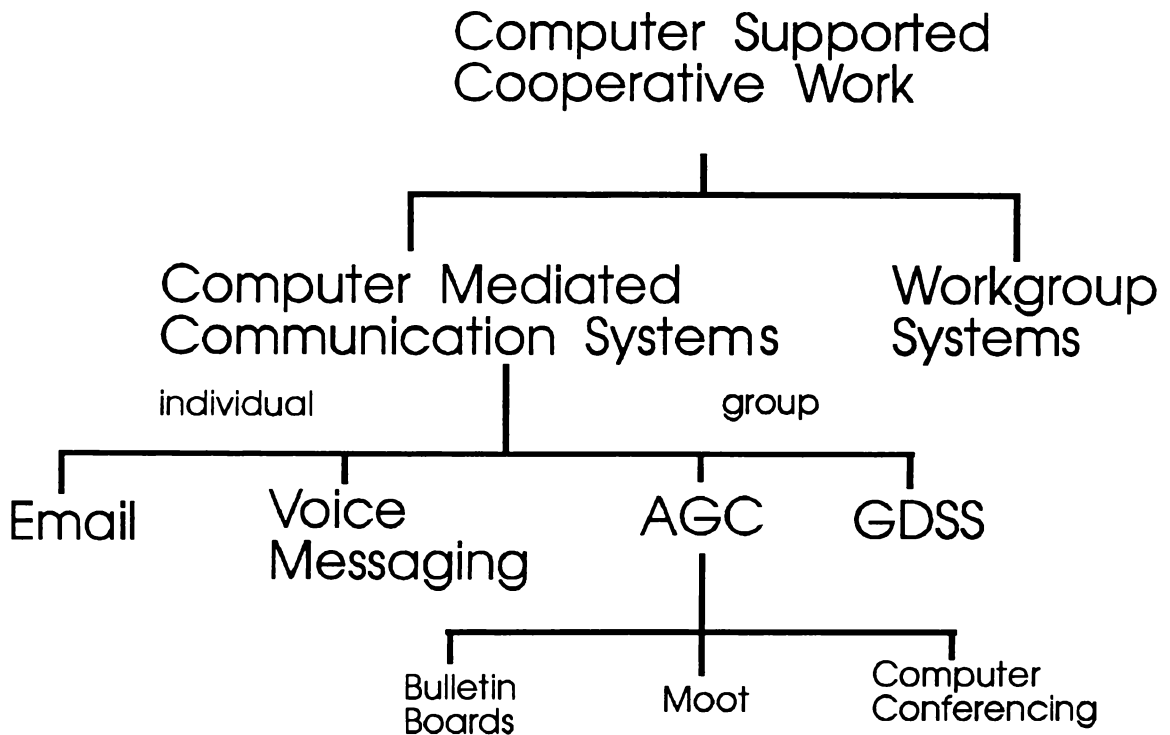 Computer Supported
Cooperative Work
Computer Mediated
Communication Systems
Workgroup
Systems
individual
group
Email
Voice
Messaging
AGC
GDSS
Bulletin
Boards
Moot
Computer
Conferencing